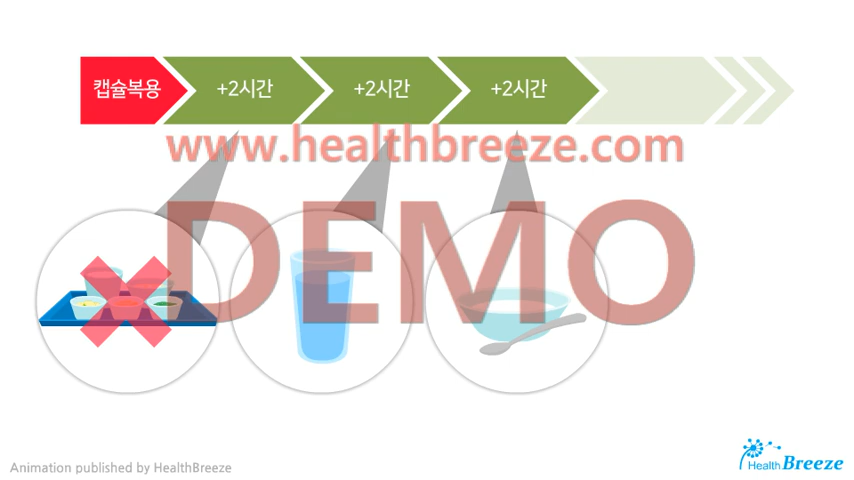 캡슐복용
+2시간
+2시간
+2시간
www.healthbreeze.com
DEMO
Animation published by HealthBreeze
Health Breeze